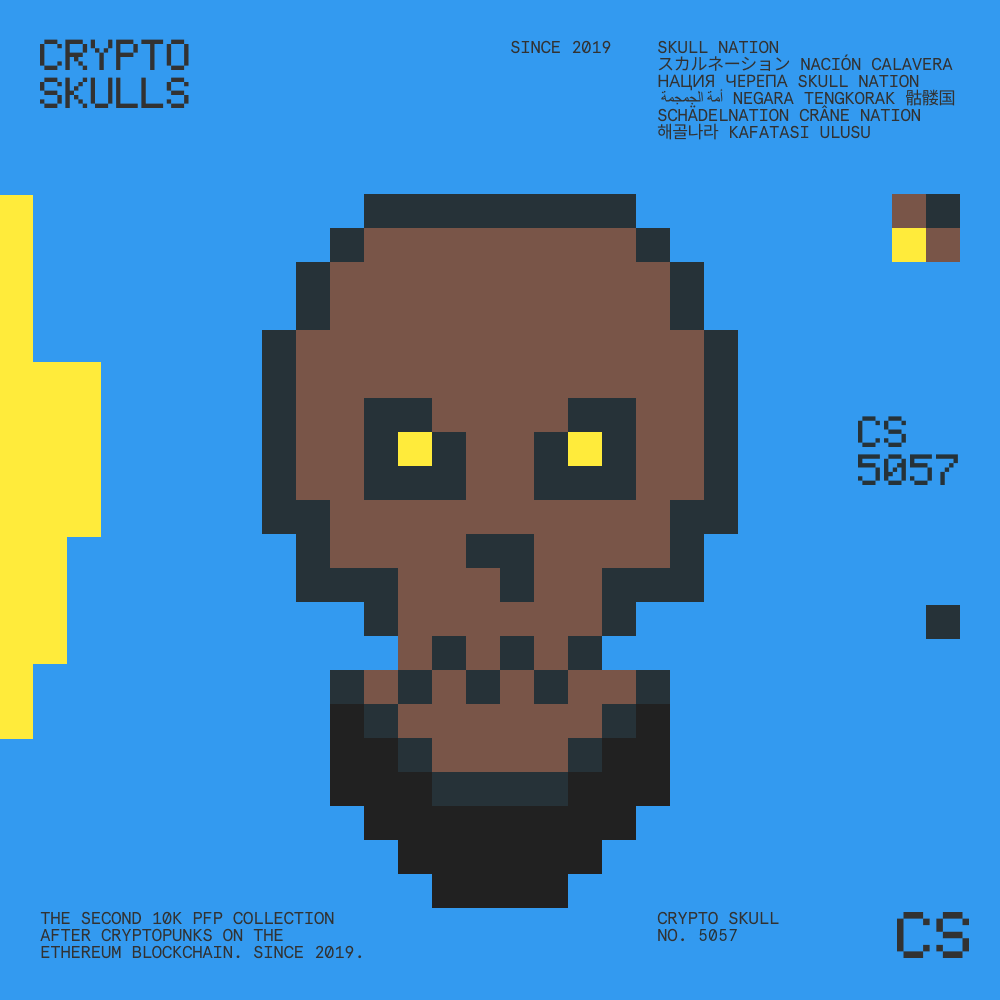 CRYPTO
SKULLS
SINCE 2019
SKULL NATION
スカルネーション NACIÓN CALAVERA
НАЦИЯ ЧЕРЕПА SKULL NATION
أمة الجمجمة NEGARA TENGKORAK 骷髅国
SCHÄDELNATION CRÂNE NATION
해골나라 KAFATASI ULUSU
CS
5057
THE SECOND 10K PFP COLLECTION
AFTER CRYPTOPUNKS ON THE
ETHEREUM BLOCKCHAIN. SINCE 2019.
CRYPTO SKULL
NO. 5057
CS